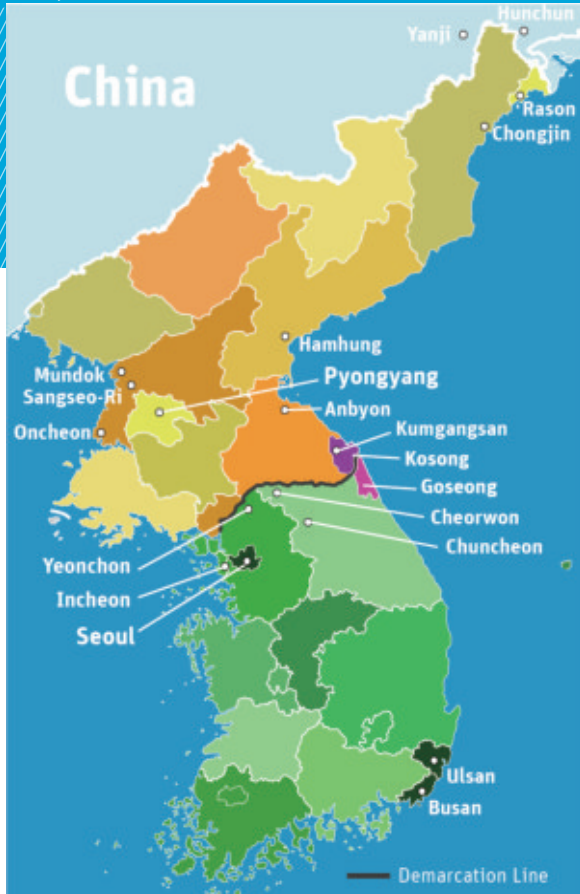 Hunchun
Yanji
China
Rason
Chongjin
Hamhung
Mundok
Pyongyang
Sangseo-Ri
Anbyon
Oncheon
Kumgangsan
Kosong
Goseong
Cheorwon
Chuncheon
Yeonchon
Incheon
Seoul
Ulsan
Busan
Demarcation Line